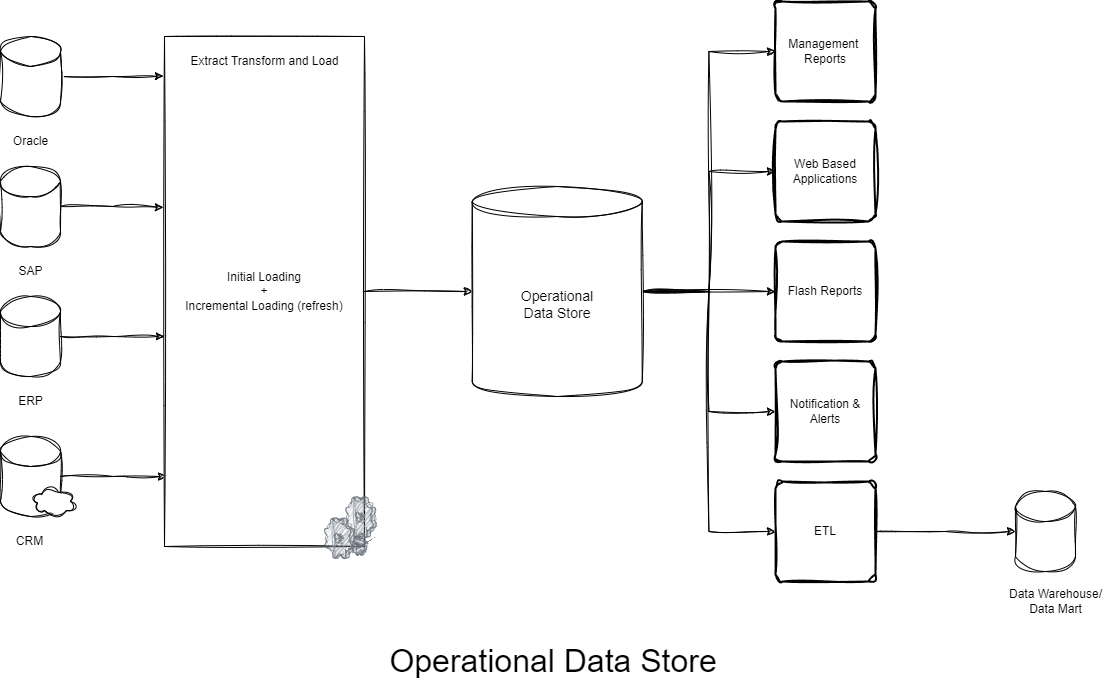 Oracle
SAP
ERP
CRM
Extract Transform and Load
Initial Loading
+
Incremental Loading (refresh)
Operational
Data Store
Management
Reports
Web Based
Applications
Flash Reports
Notification &
Alerts
ETL
Data Warehouse/
Data Mart
Operational Data Store